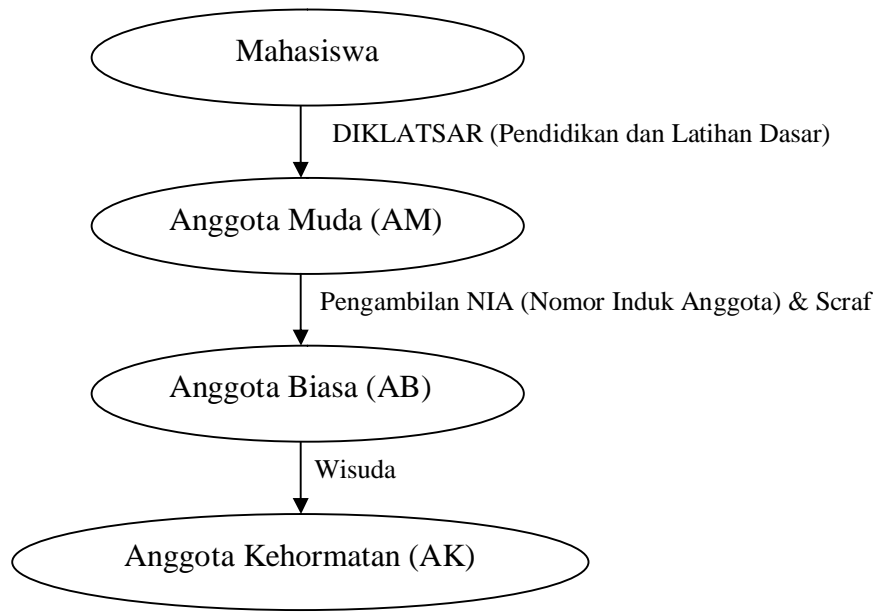 Mahasiswa
DIKLATSAR (Pendidikan dan Latihan Dasar)
Anggota Muda (AM)
Pengambilan NIA (Nomor Induk Anggota) & Scraf
Anggota Biasa (AB)
Wisuda
Anggota Kehormatan (AK)